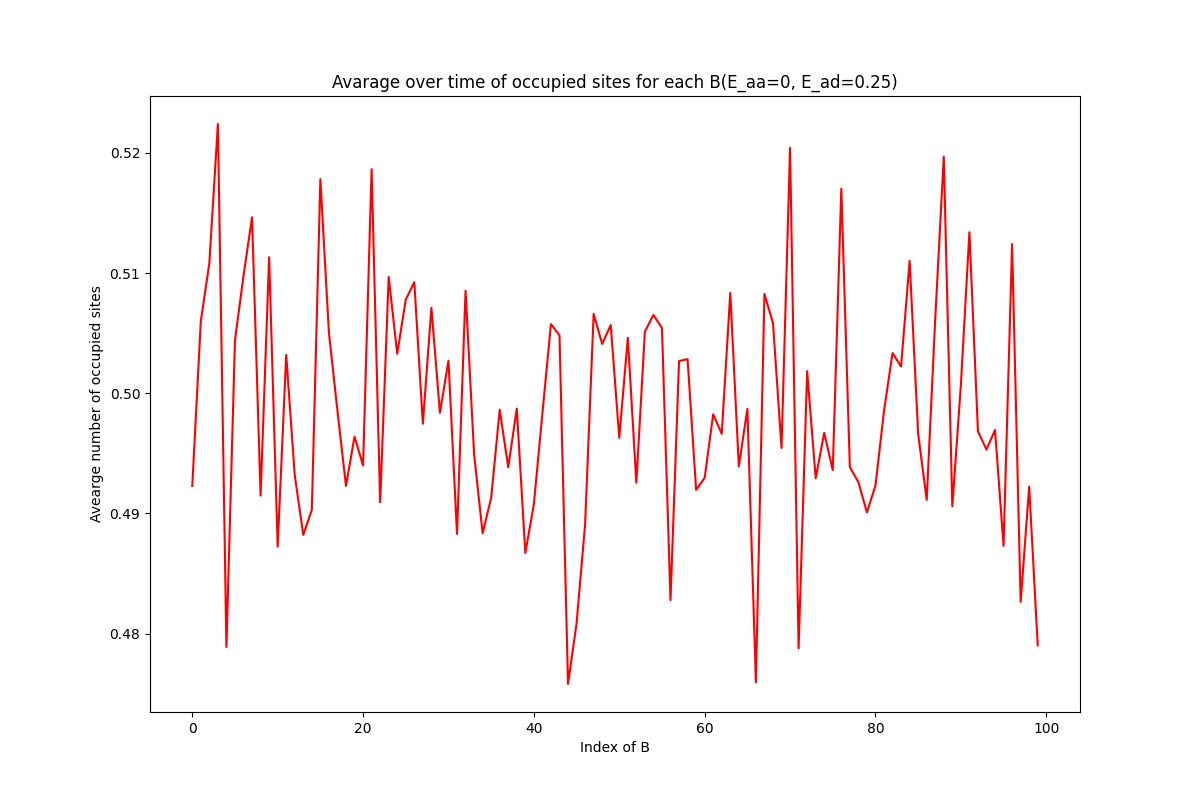 Avarage over time of occupied sites for each B(E_aa=0, E_ad=0.25)
0.52
0.51
0.50
0.49
0.48
Avearge number of occupied sites
0 20 40 60 80 100
Index of B